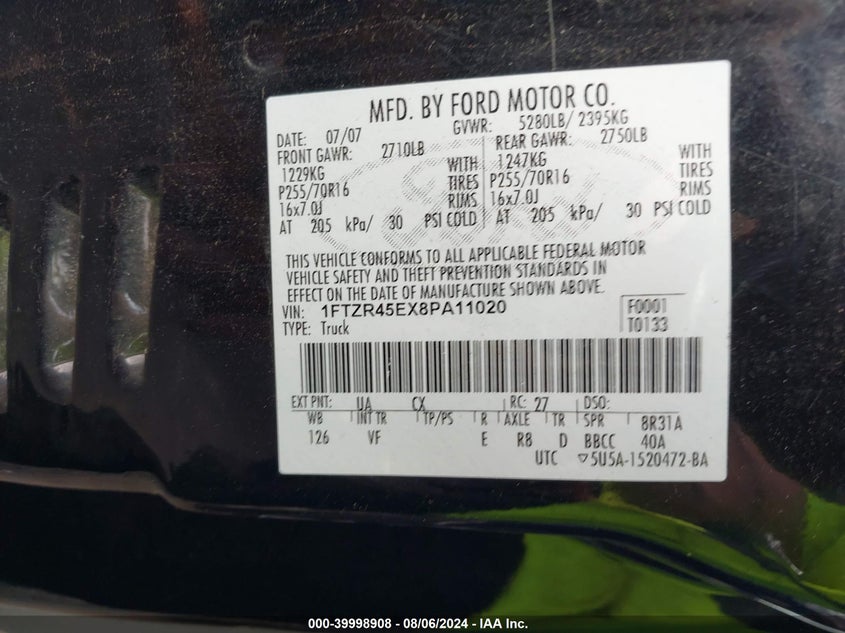 MFD. BY FORD MOTOR CO.
DATE: 07/07 GVWR: 5280LB/ 2395KG
FRONT GAWR: 2710LB REAR GAWR: 2750LB
1229KG WITH 1247KG WITH
P255/70R16 TIRES P255/70R16 TIRES
16x7.0J RIMS 16x7.0J RIMS
AT 205 kPa/ 30 PSI COLD AT 205 kPa/ 30 PSI COLD
THIS VEHICLE CONFORMS TO ALL APPLICABLE FEDERAL MOTOR
VEHICLE SAFETY AND THEFT PREVENTION STANDARDS IN
EFFECT ON THE DATE OF MANUFACTURE SHOWN ABOVE.
VIN: 1FTZR45EX8PA11020 F0001
TYPE: Truck T0133
EXT PNT: UA CX RC: 27 DSO:
WB INT TR TP/PS R AXLE TR SPR 8R31A
126 VF E R8 D BBCC 40A
UTC ▽5U5A-1520472-BA
000-39998908 - 08/06/2024 - IAA Inc.